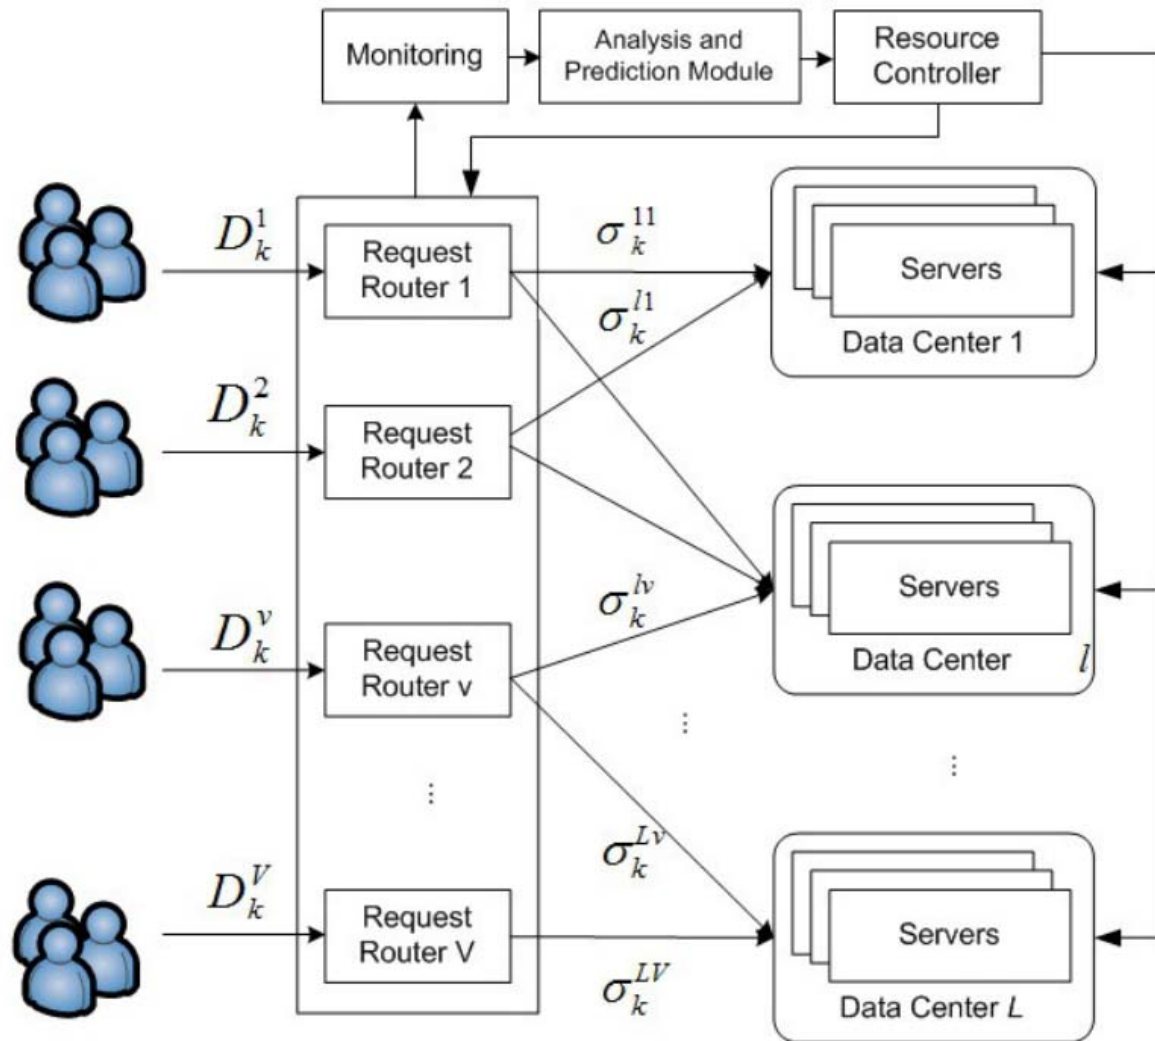 Monitoring
Analysis and
Prediction Module
Resource
Controller
D_k^1
Request
Router 1
σ_k^{11}
σ_k^{l1}
Servers
Data Center 1
D_k^2
Request
Router 2
D_k^v
Request
Router v
σ_k^{lv}
Servers
Data Center l
⋮
⋮
⋮
D_k^V
Request
Router V
σ_k^{Lv}
σ_k^{LV}
Servers
Data Center L